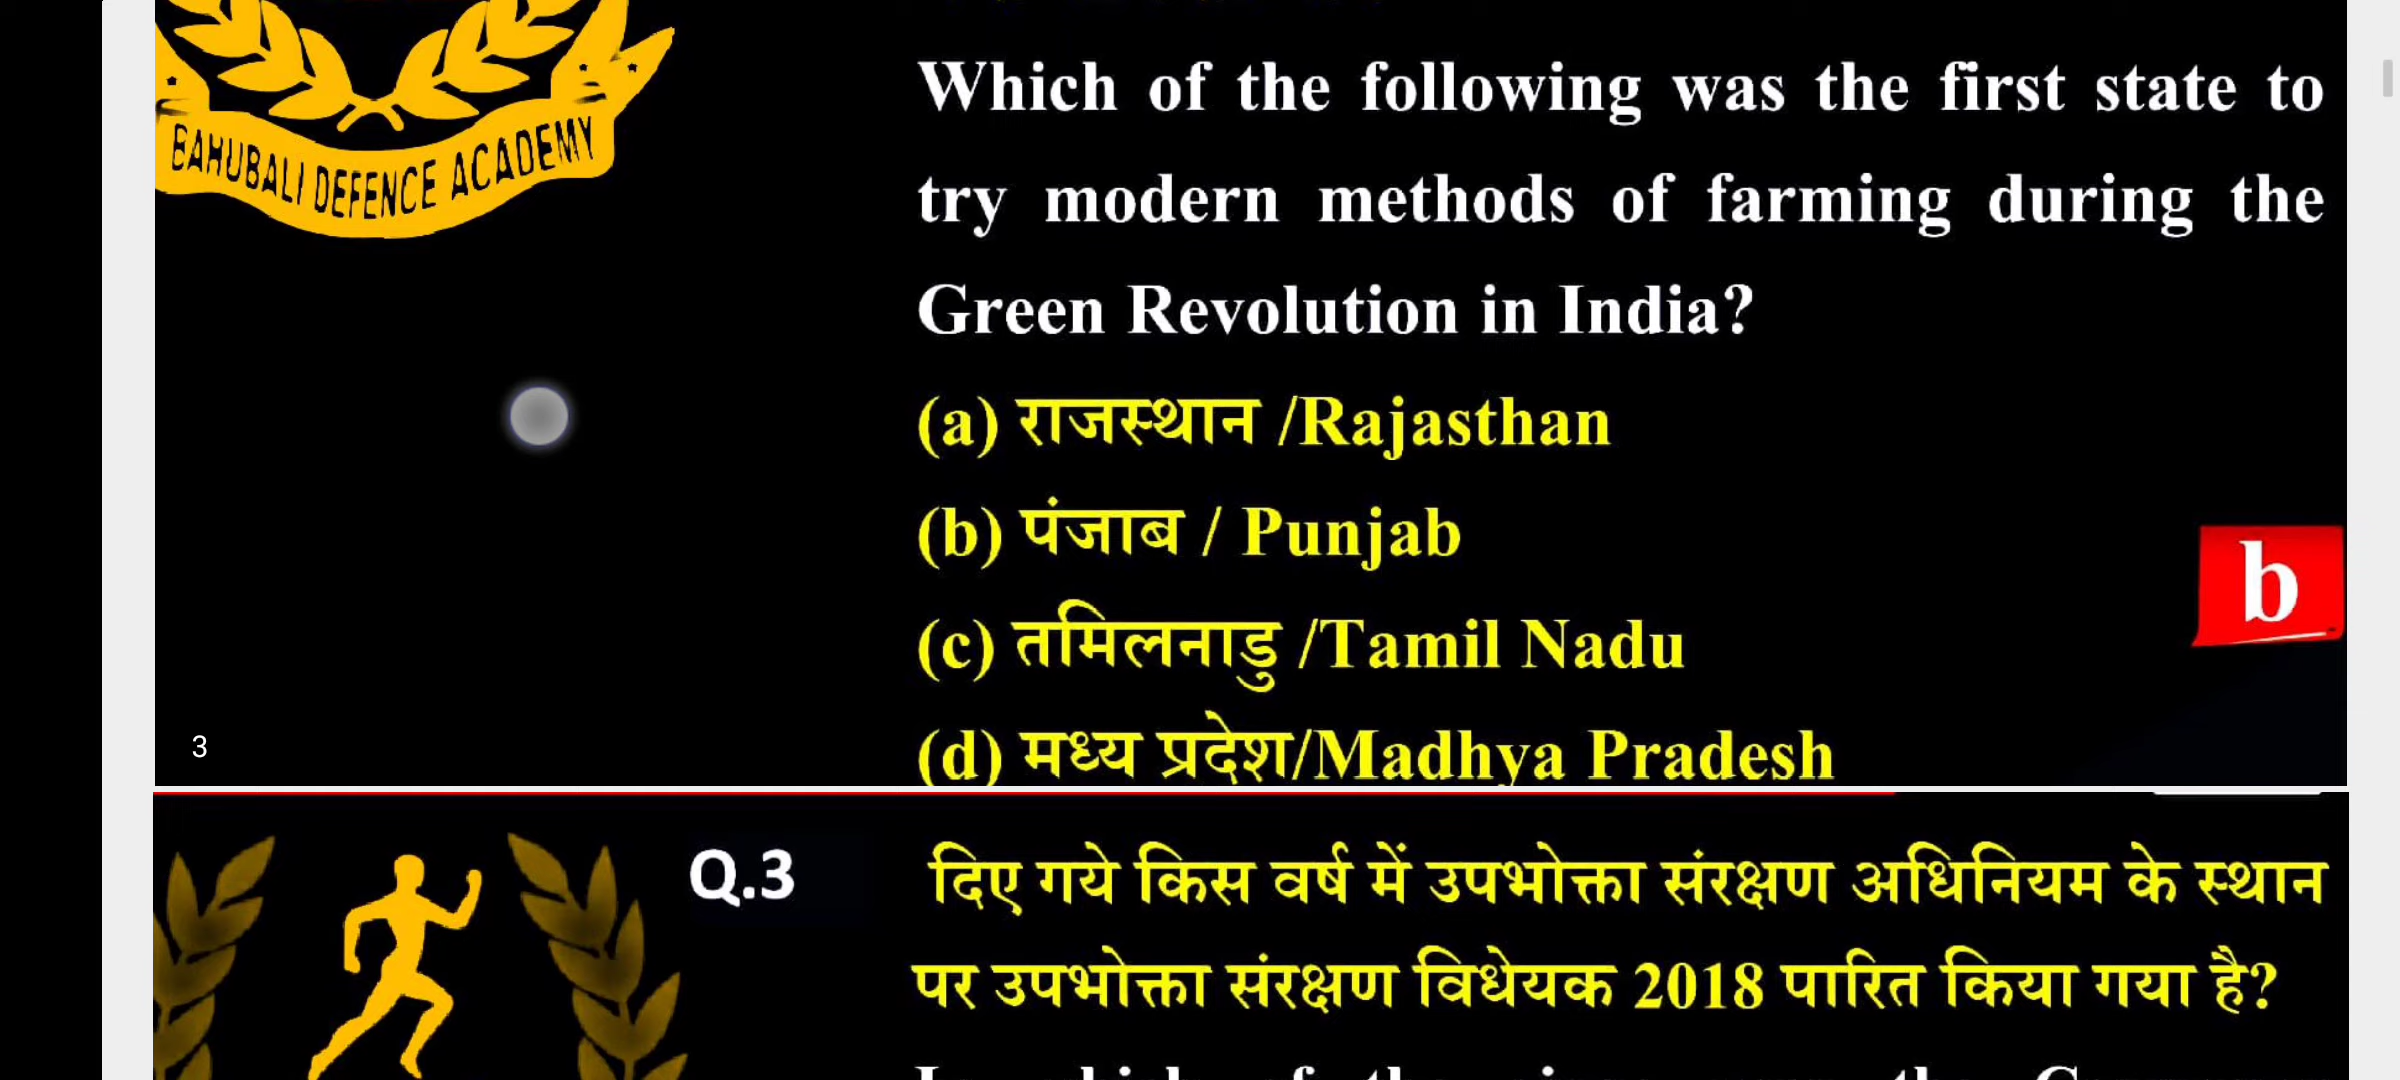 BAHUBALI DEFENCE ACADEMY
Which of the following was the first state to
try modern methods of farming during the
Green Revolution in India?
(a) राजस्थान /Rajasthan
(b) पंजाब / Punjab
b
(c) तमिलनाडु /Tamil Nadu
(d) मध्य प्रदेश/Madhya Pradesh
3
Q.3 दिए गये किस वर्ष में उपभोक्ता संरक्षण अधिनियम के स्थान
पर उपभोक्ता संरक्षण विधेयक 2018 पारित किया गया है?